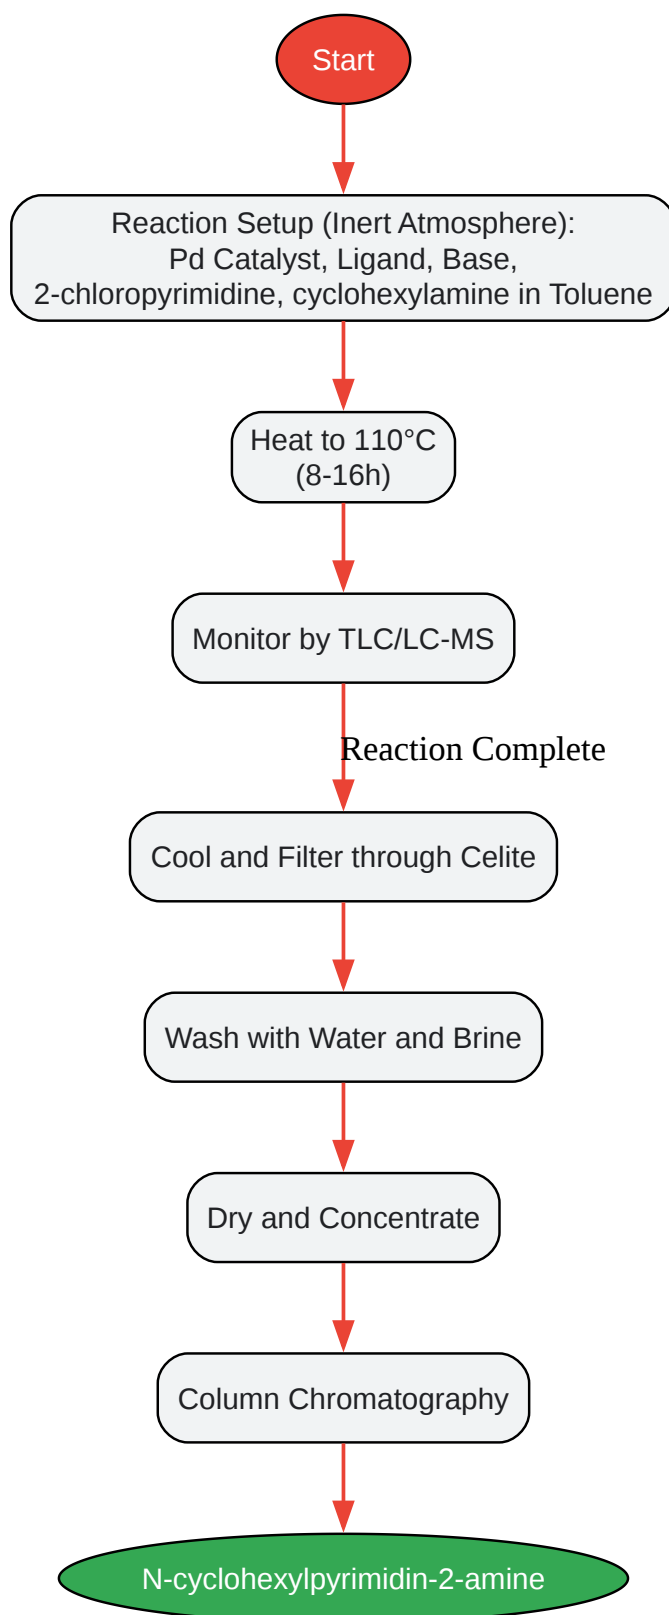 Start
Reaction Setup (Inert Atmosphere):
Pd Catalyst, Ligand, Base,
2-chloropyrimidine, cyclohexylamine in Toluene
Heat to 110°C
(8-16h)
Monitor by TLC/LC-MS
Reaction Complete
Cool and Filter through Celite
Wash with Water and Brine
Dry and Concentrate
Column Chromatography
N-cyclohexylpyrimidin-2-amine